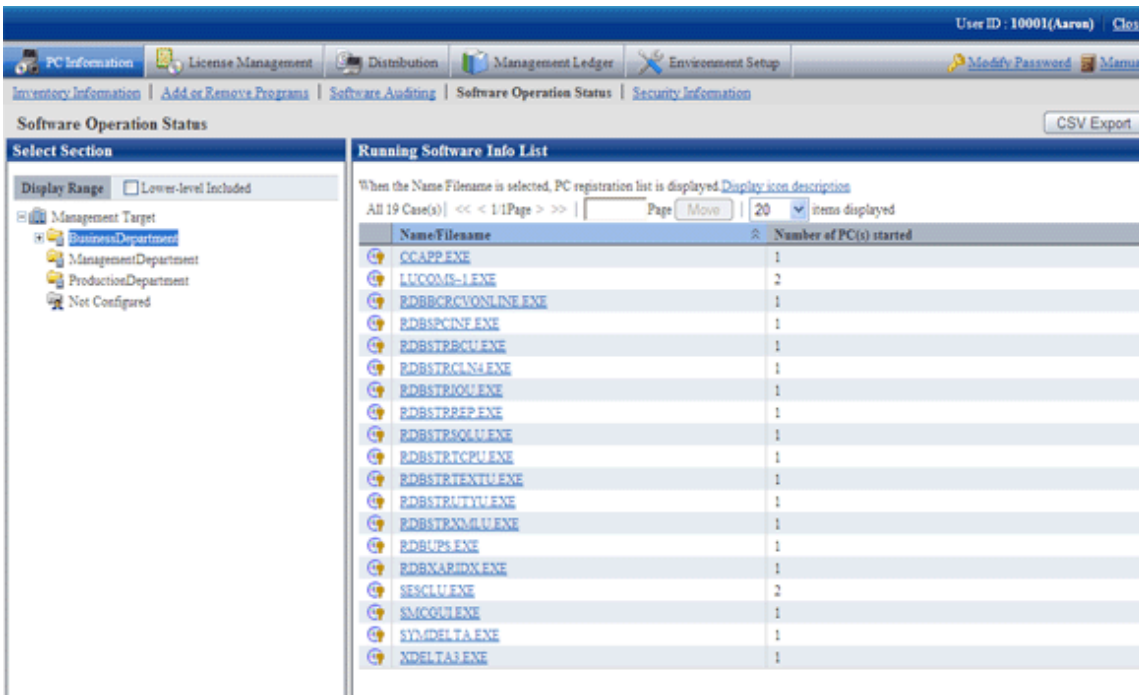 User ID : 10001(Aaron) Clos
PC Information License Management Distribution Management Ledger Environment Setup Modify Password Manua
Inventory Information | Add or Remove Programs | Software Auditing | Software Operation Status | Security Information
Software Operation Status CSV Export
Select Section Running Software Info List
Display Range Lower-level Included
When the Name/Filename is selected, PC registration list is displayed.Display icon description
All 19 Case(s)| << < 1/1Page > >> | Page Move | 20 items displayed
Management Target
BusinessDepartment
ManagementDepartment
ProductionDepartment
Not Configured
Name/Filename Number of PC(s) started
CCAPP.EXE 1
LUCOMS~1.EXE 2
RDBBCRCVONLINE.EXE 1
RDBSPCINF.EXE 1
RDBSTRBCU.EXE 1
RDBSTRCLN4.EXE 1
RDBSTRIOU.EXE 1
RDBSTRREP.EXE 1
RDBSTRSQLU.EXE 1
RDBSTRTCPU.EXE 1
RDBSTRTEXTU.EXE 1
RDBSTRUTYU.EXE 1
RDBSTRXMLU.EXE 1
RDBUPS.EXE 1
RDBXARIDX.EXE 1
SESCLU.EXE 2
SMCGUI.EXE 1
SYMDELTA.EXE 1
XDELTA3.EXE 1